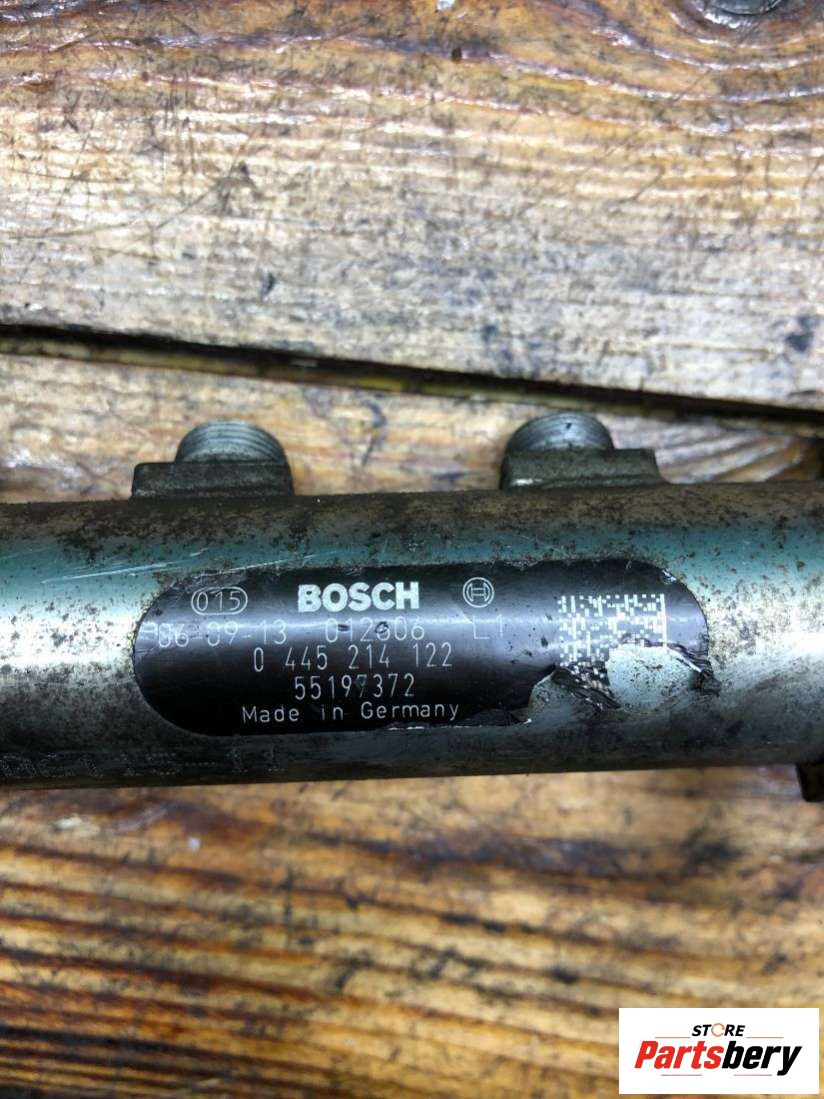 015 BOSCH
06-09-13 012606 L1
0 445 214 122
55197372
Made in Germany
STORE
Partsbery